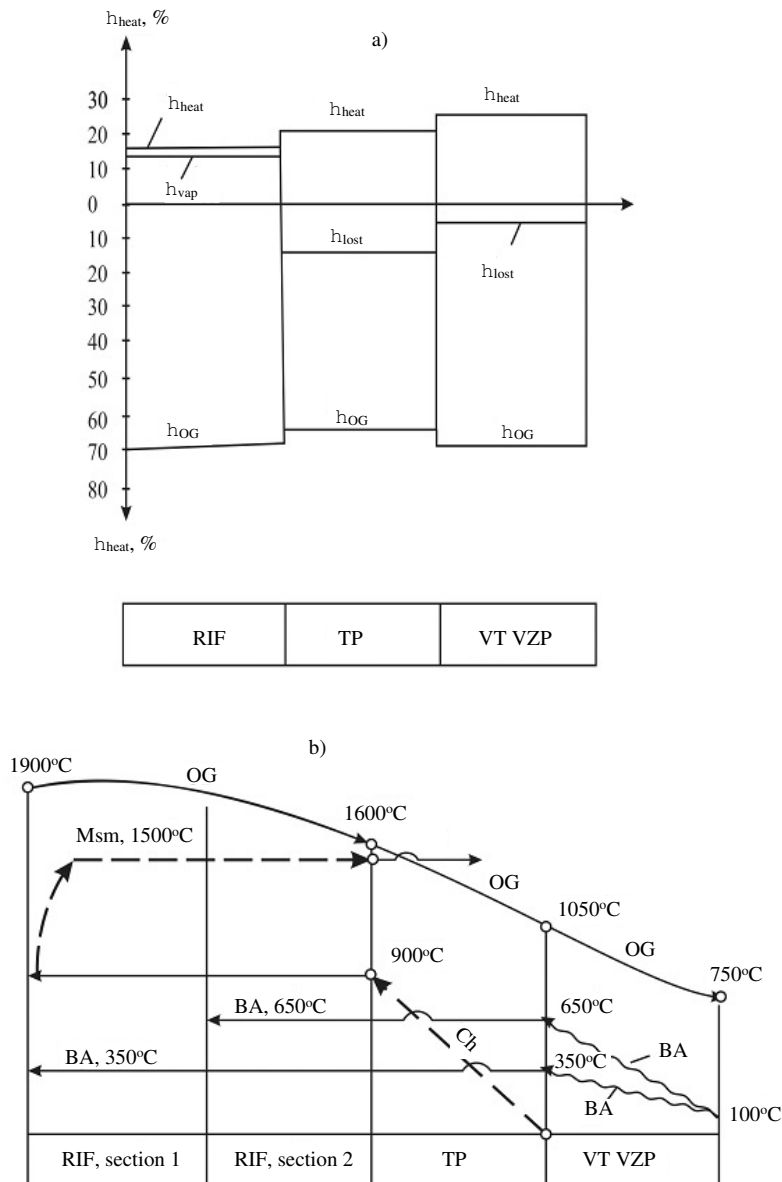 hheat, %
a)
30
hheat
hheat
hheat
20
10
hvap
0
10
hlost
20
hlost
30
40
50
60
hOG
hOG
hOG
70
80
hheat, %
RIF
TP
VT VZP
b)
1900°C
OG
1600°C
Msm, 1500°C
OG
1050°C
OG
900°C
750°C
BA, 650°C
650°C
BA
Ch
BA, 350°C
350°C
BA
100°C
RIF, section 1
RIF, section 2
TP
VT VZP